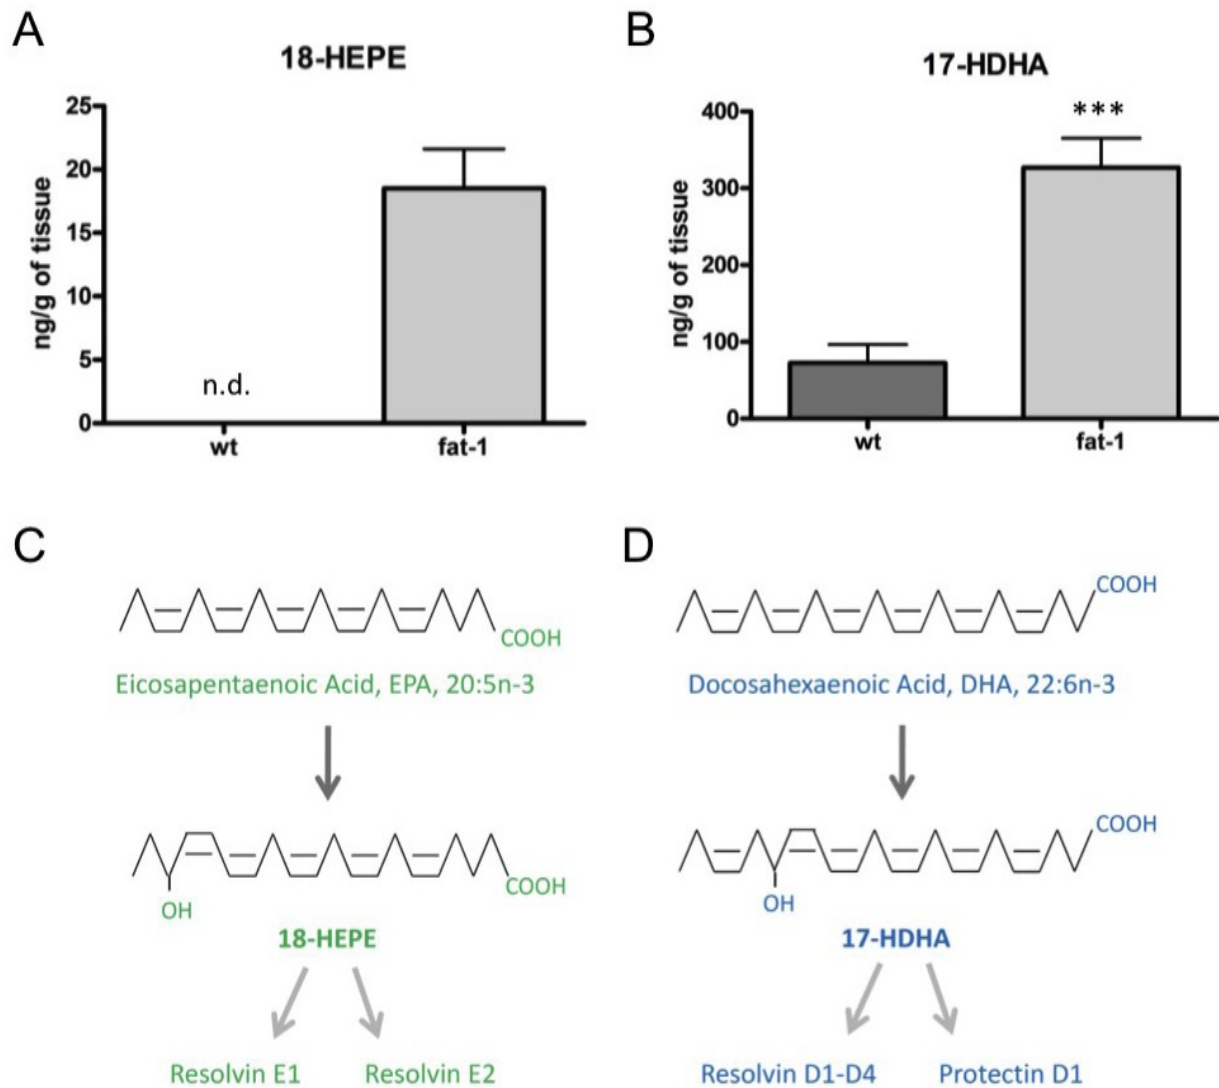 A
18-HEPE
ng/g of tissue
25
20
15
10
5
0
n.d.
wt
fat-1
B
17-HDHA
ng/g of tissue
400
300
200
100
0
***
wt
fat-1
C
COOH
Eicosapentaenoic Acid, EPA, 20:5n-3
OH
COOH
18-HEPE
Resolvin E1
Resolvin E2
D
COOH
Docosahexaenoic Acid, DHA, 22:6n-3
COOH
OH
17-HDHA
Resolvin D1-D4
Protectin D1